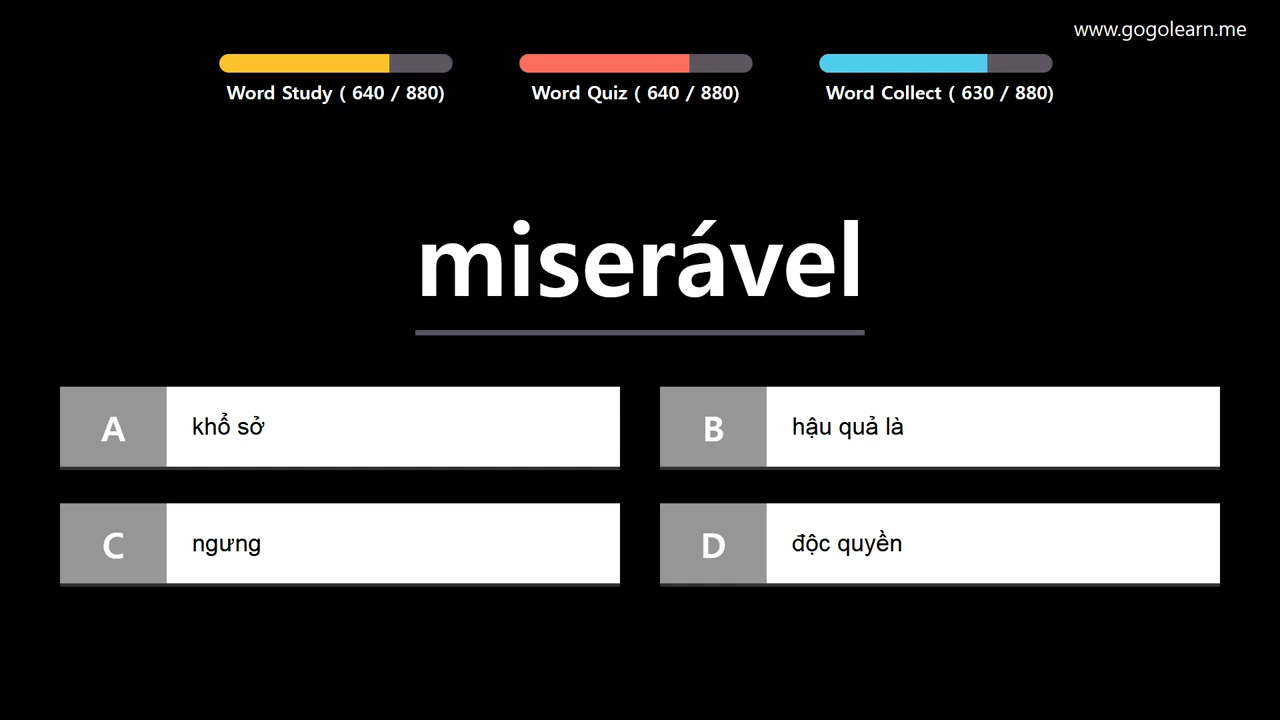 www.gogolearn.me
Word Study ( 640 / 880)
Word Quiz ( 640 / 880)
Word Collect ( 630 / 880)
miserável
A khổ sở
B hậu quả là
C ngưng
D độc quyền